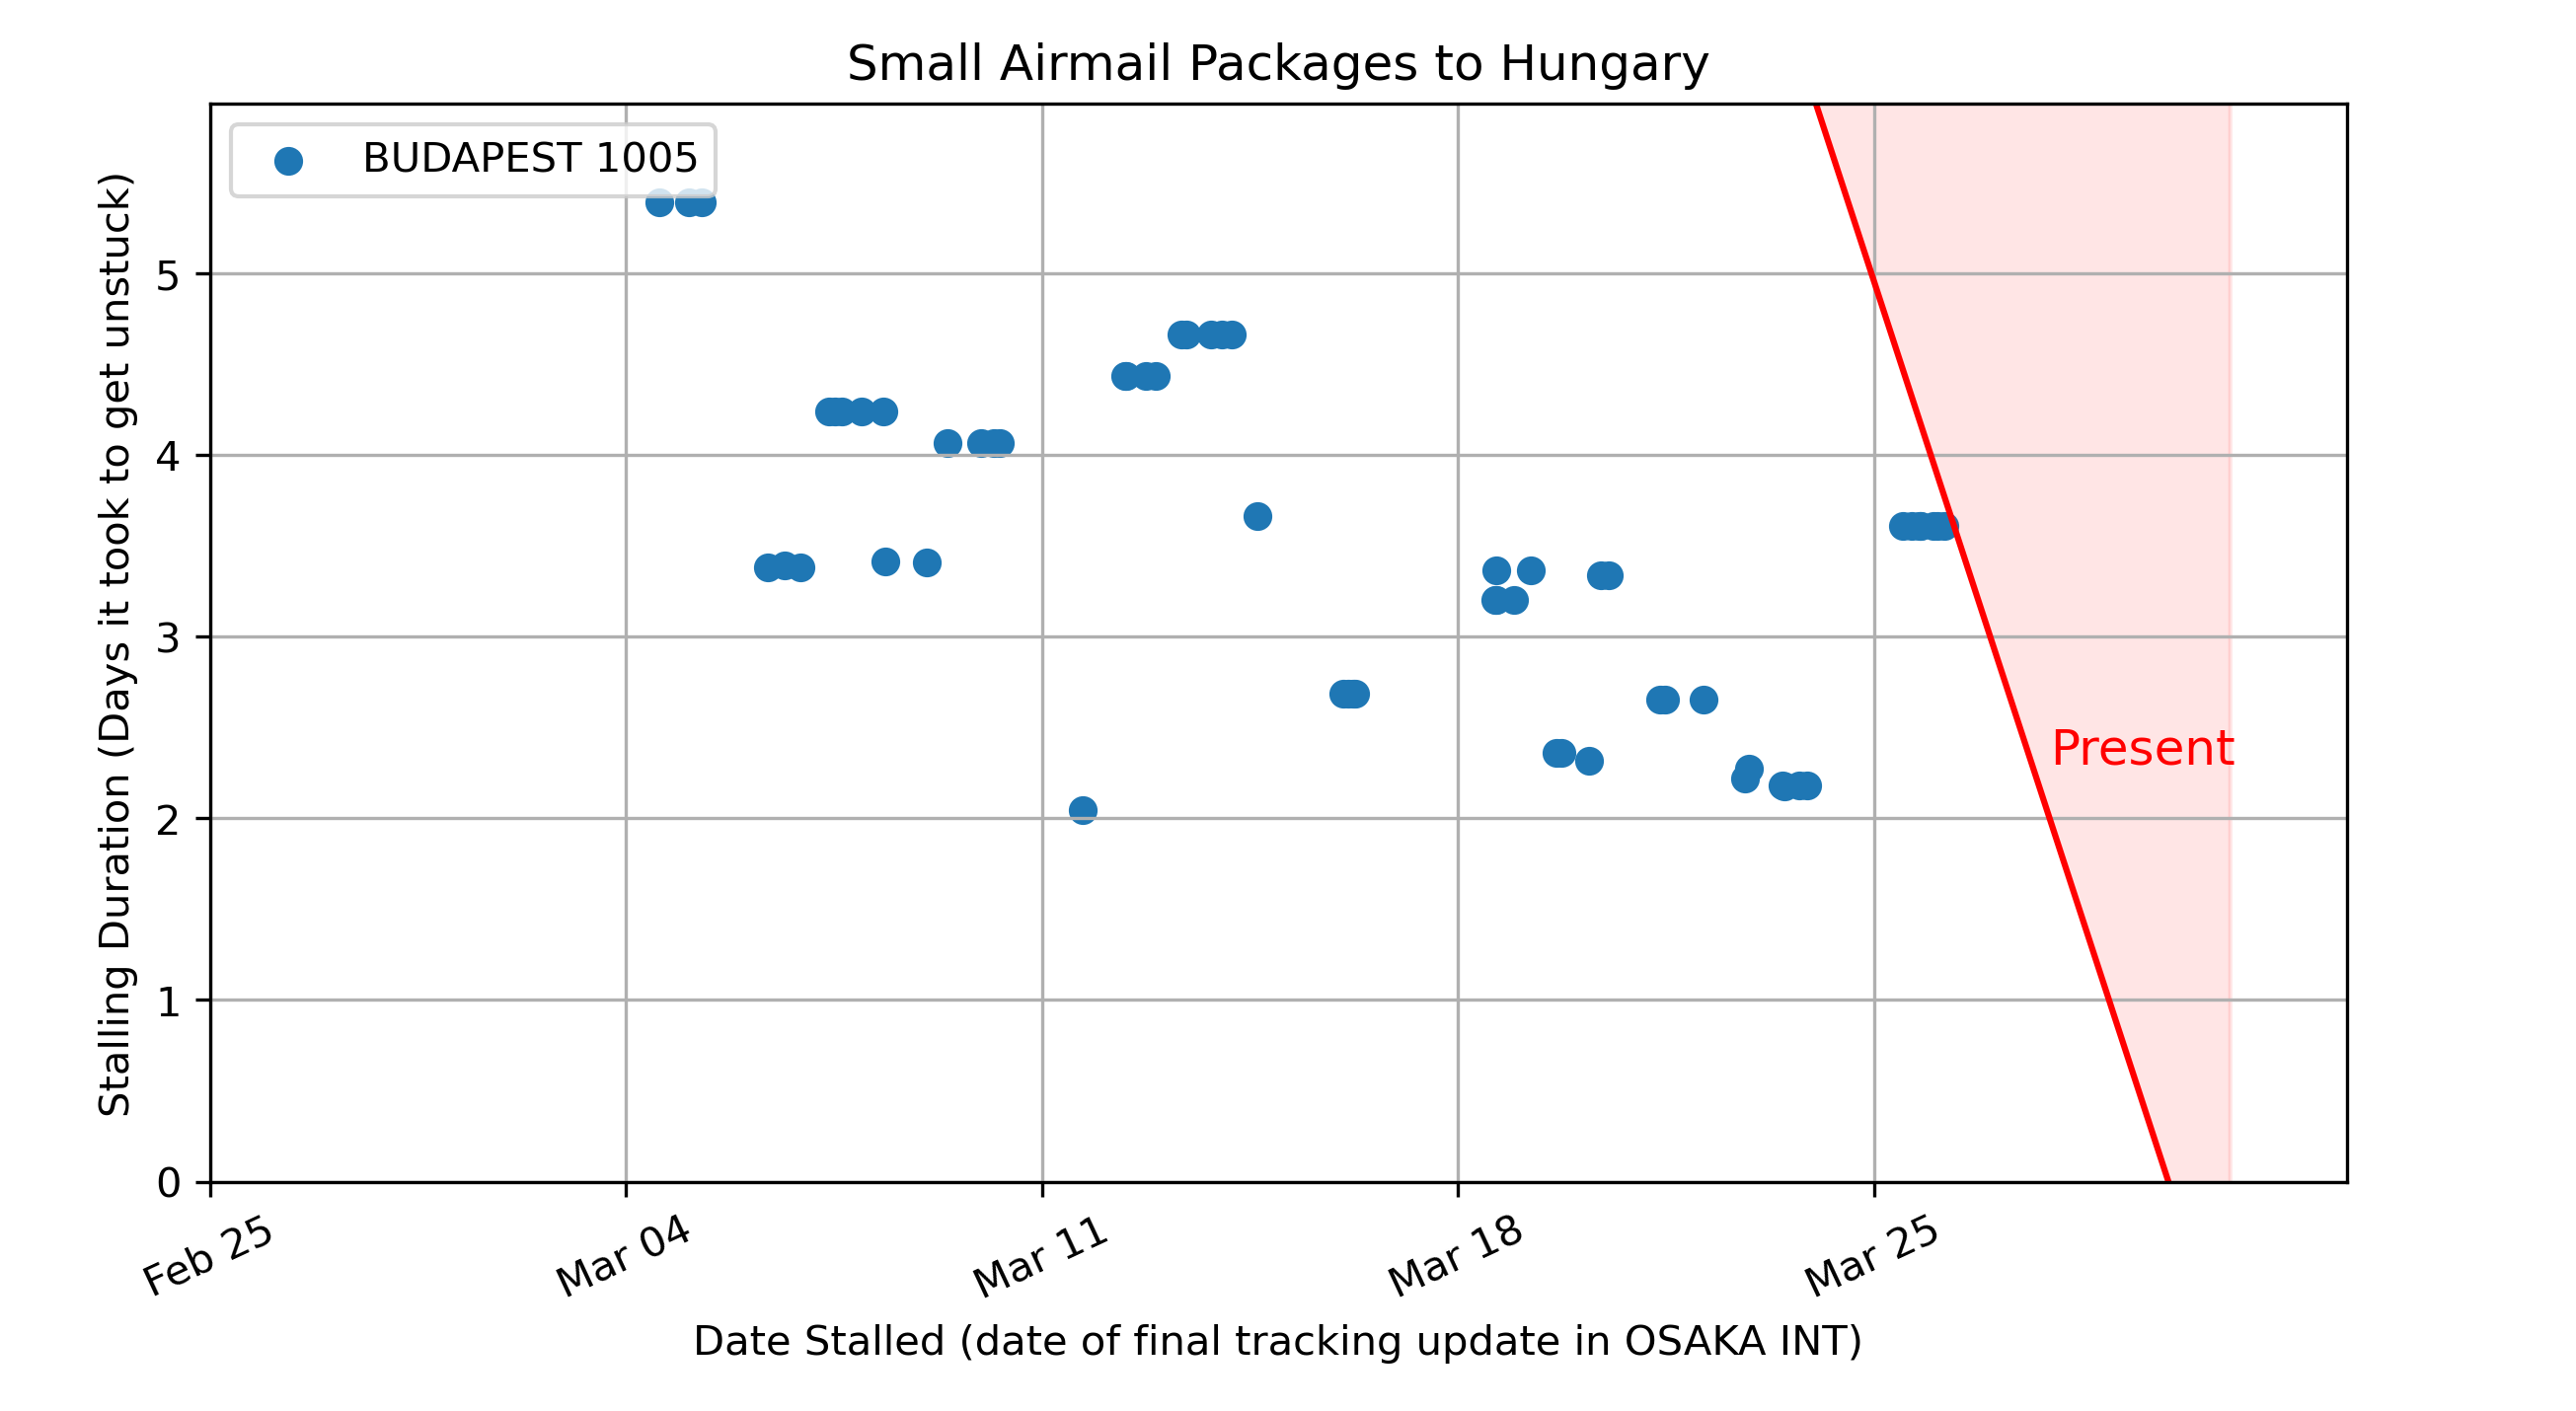 Small Airmail Packages to Hungary
BUDAPEST 1005
Stalling Duration (Days it took to get unstuck)
5
4
3
2
1
0
Present
Feb 25
Mar 04
Mar 11
Mar 18
Mar 25
Date Stalled (date of final tracking update in OSAKA INT)